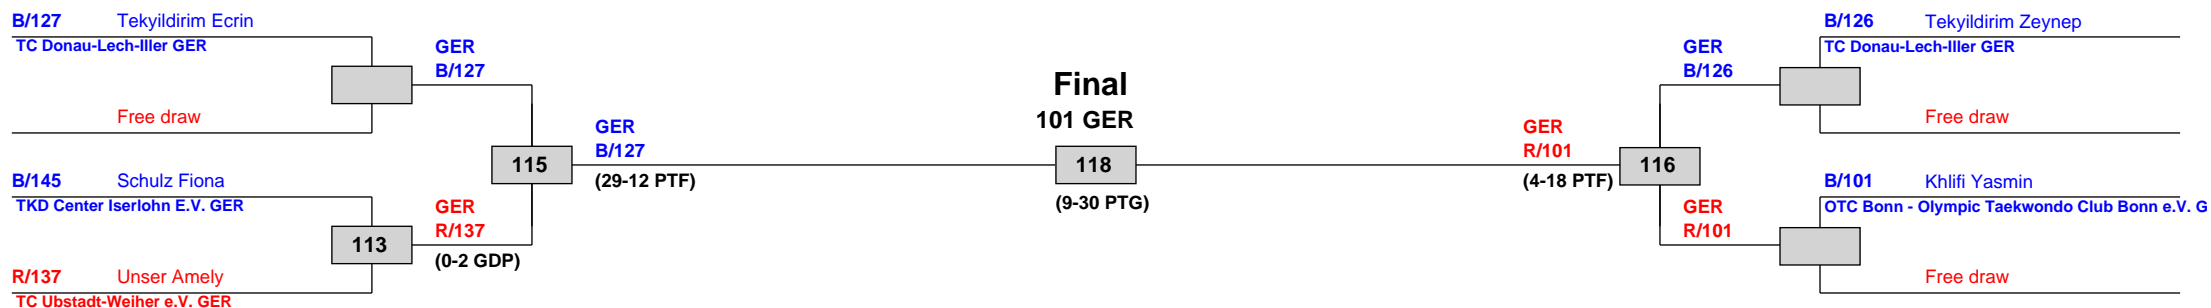 B/127 Tekyildirim Ecrin
TC Donau-Lech-Iller GER
GER
B/127
Free draw
B/145 Schulz Fiona
TKD Center Iserlohn E.V. GER
113
GER
R/137
(0-2 GDP)
R/137 Unser Amely
TC Ubstadt-Weiher e.V. GER
115
GER
B/127
(29-12 PTF)
Final
101 GER
118
(9-30 PTG)
GER
R/101
(4-18 PTF)
116
GER
B/126
B/126 Tekyildirim Zeynep
TC Donau-Lech-Iller GER
Free draw
GER
R/101
B/101 Khlifi Yasmin
OTC Bonn - Olympic Taekwondo Club Bonn e.V. G
Free draw